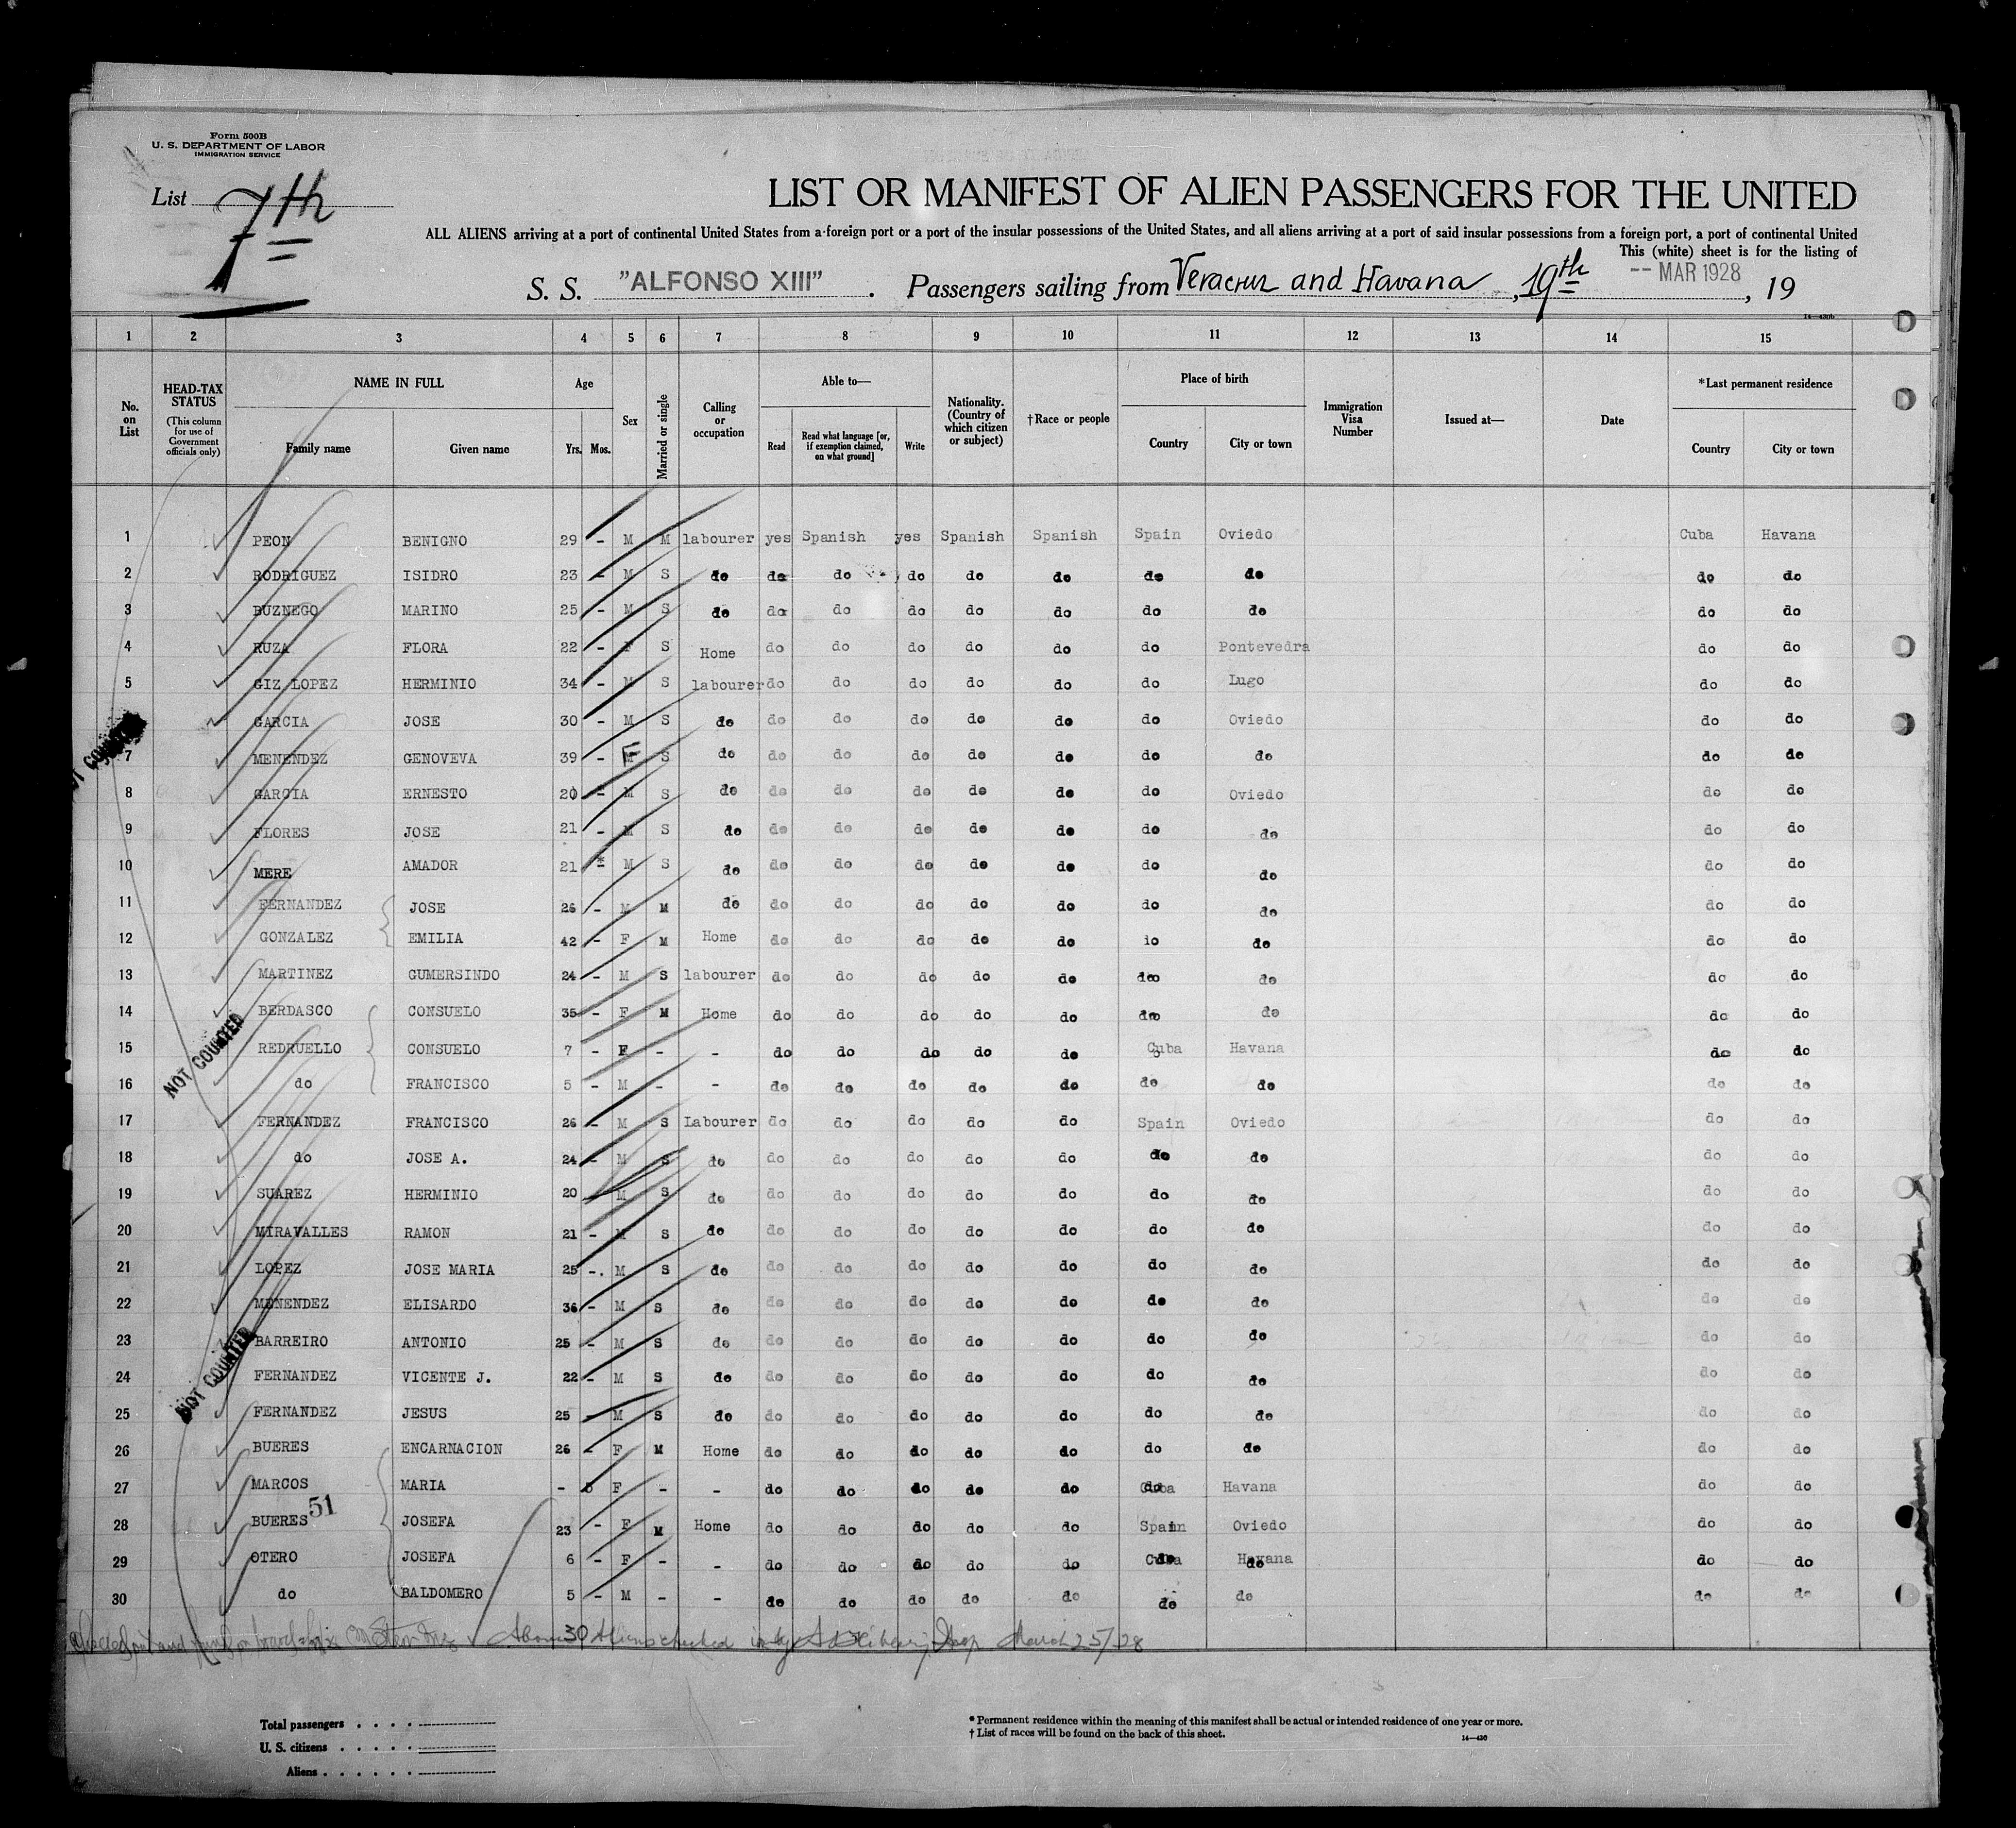 Form 500B
U. S. DEPARTMENT OF LABOR
IMMIGRATION SERVICE
List 7th
LIST OR MANIFEST OF ALIEN PASSENGERS FOR THE UNITED
ALL ALIENS arriving at a port of continental United States from a foreign port or a port of the insular possessions of the United States, and all aliens arriving at a port of said insular possessions from a foreign port, a port of continental United
This (white) sheet is for the listing of
S. S. "ALFONSO XIII". Passengers sailing from Veracruz and Havana, 19th -- MAR 1928, 19
14—430b
1 2 3 4 5 6 7 8 9 10 11 12 13 14 15
No. on List
HEAD-TAX STATUS
(This column for use of Government officials only)
NAME IN FULL
Family name Given name
Age
Yrs. Mos.
Sex
Married or single
Calling or occupation
Able to—
Read
Read what language [or, if exemption claimed, on what ground]
Write
Nationality. (Country of which citizen or subject)
†Race or people
Place of birth
Country City or town
Immigration Visa Number
Issued at—
Date
*Last permanent residence
Country City or town
1 PEON BENIGNO 29 - M M labourer yes Spanish yes Spanish Spanish Spain Oviedo Cuba Havana
2 RODRIGUEZ ISIDRO 23 - M S do do do do do do do do do do
3 BUZNEGO MARINO 25 - M S do do do do do do do do do do
4 RUZA FLORA 22 - F S Home do do do do do do Pontevedra do do
5 GIZ LOPEZ HERMINIO 34 - M S labourer do do do do do do Lugo do do
GARCIA JOSE 30 - M S do do do do do do do Oviedo do do
7 MENENDEZ GENOVEVA 39 - F S do do do do do do do do do do
8 GARCIA ERNESTO 20 - M S do do do do do do do Oviedo do do
9 FLORES JOSE 21 - M S do do do do do do do do do do
10 MERE AMADOR 21 - M S do do do do do do do do do do
11 FERNANDEZ JOSE 26 - M M do do do do do do do do do do
12 GONZALEZ EMILIA 42 - F M Home do do do do do do do do do
13 MARTINEZ GUMERSINDO 24 - M S labourer do do do do do do do do do
14 BERDASCO CONSUELO 35 - F M Home do do do do do do do do do
15 REDRUELLO CONSUELO 7 - F - - do do do do do Cuba Havana do do
16 do FRANCISCO 5 - M - - do do do do do do do do do
17 FERNANDEZ FRANCISCO 26 - M S Labourer do do do do do Spain Oviedo do do
18 do JOSE A. 24 - M S do do do do do do do do do do
19 SUAREZ HERMINIO 20 M S do do do do do do do do do do
20 MIRAVALLES RAMON 21 - M S do do do do do do do do do do
21 LOPEZ JOSE MARIA 25 -. M S do do do do do do do do do do
22 MENENDEZ ELISARDO 36 - M S do do do do do do do do do do
23 BARREIRO ANTONIO 25 - M S do do do do do do do do do do
24 FERNANDEZ VICENTE J. 22 - M S do do do do do do do do do do
25 FERNANDEZ JESUS 25 - M S do do do do do do do do do do
26 BUERES ENCARNACION 26 - F M Home do do do do do do do do do
27 MARCOS MARIA - F - - do do do do do Cuba Havana do do
28 BUERES 51 JOSEFA 23 - F M Home do do do do do Spain Oviedo do do
29 OTERO JOSEFA 6 - F - - do do do do do Cuba Havana do do
30 do BALDOMERO 5 - M - - do do do do do do do do do
NOT COUNTED
NOT COUNTED
NOT COUNTED
Above 30 Aliens checked March 25/28
Total passengers . . . .
U. S. citizens . . . . .
Aliens . . . . . .
* Permanent residence within the meaning of this manifest shall be actual or intended residence of one year or more.
† List of races will be found on the back of this sheet.
14—430